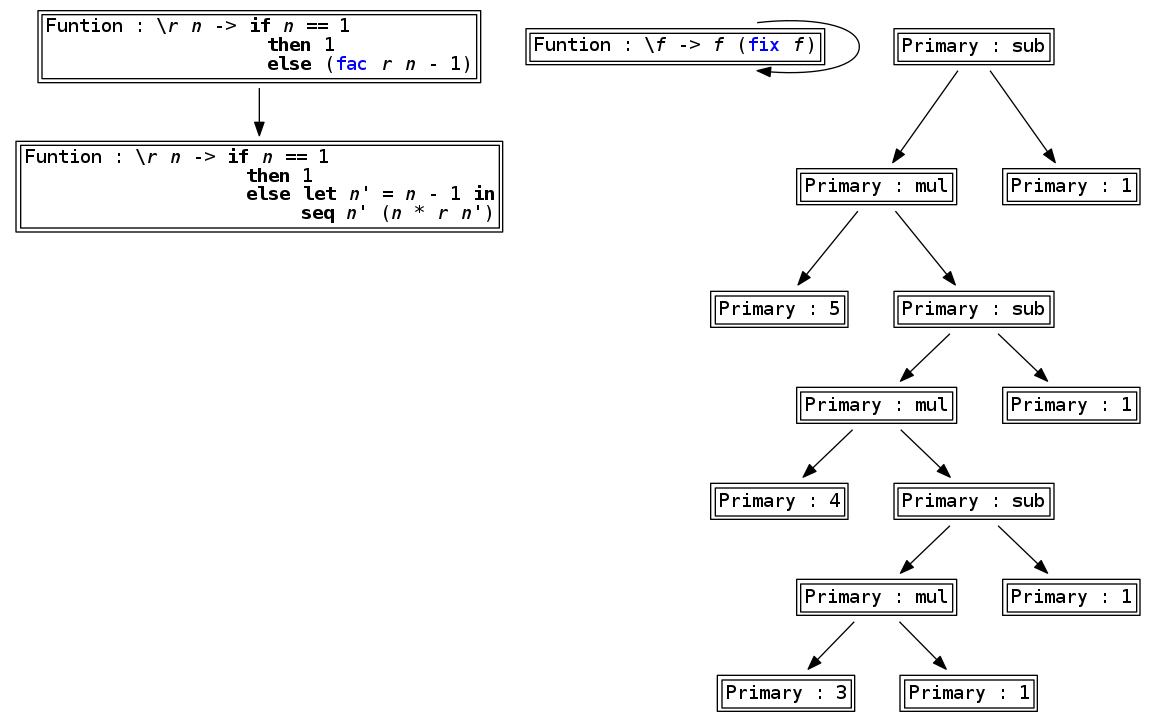 Funtion : \r n -> if n == 1
then 1
else (fac r n - 1)
Funtion : \r n -> if n == 1
then 1
else let n' = n - 1 in
seq n' (n * r n')
Funtion : \f -> f (fix f)
Primary : sub
Primary : mul
Primary : 1
Primary : 5
Primary : sub
Primary : mul
Primary : 1
Primary : 4
Primary : sub
Primary : mul
Primary : 1
Primary : 3
Primary : 1